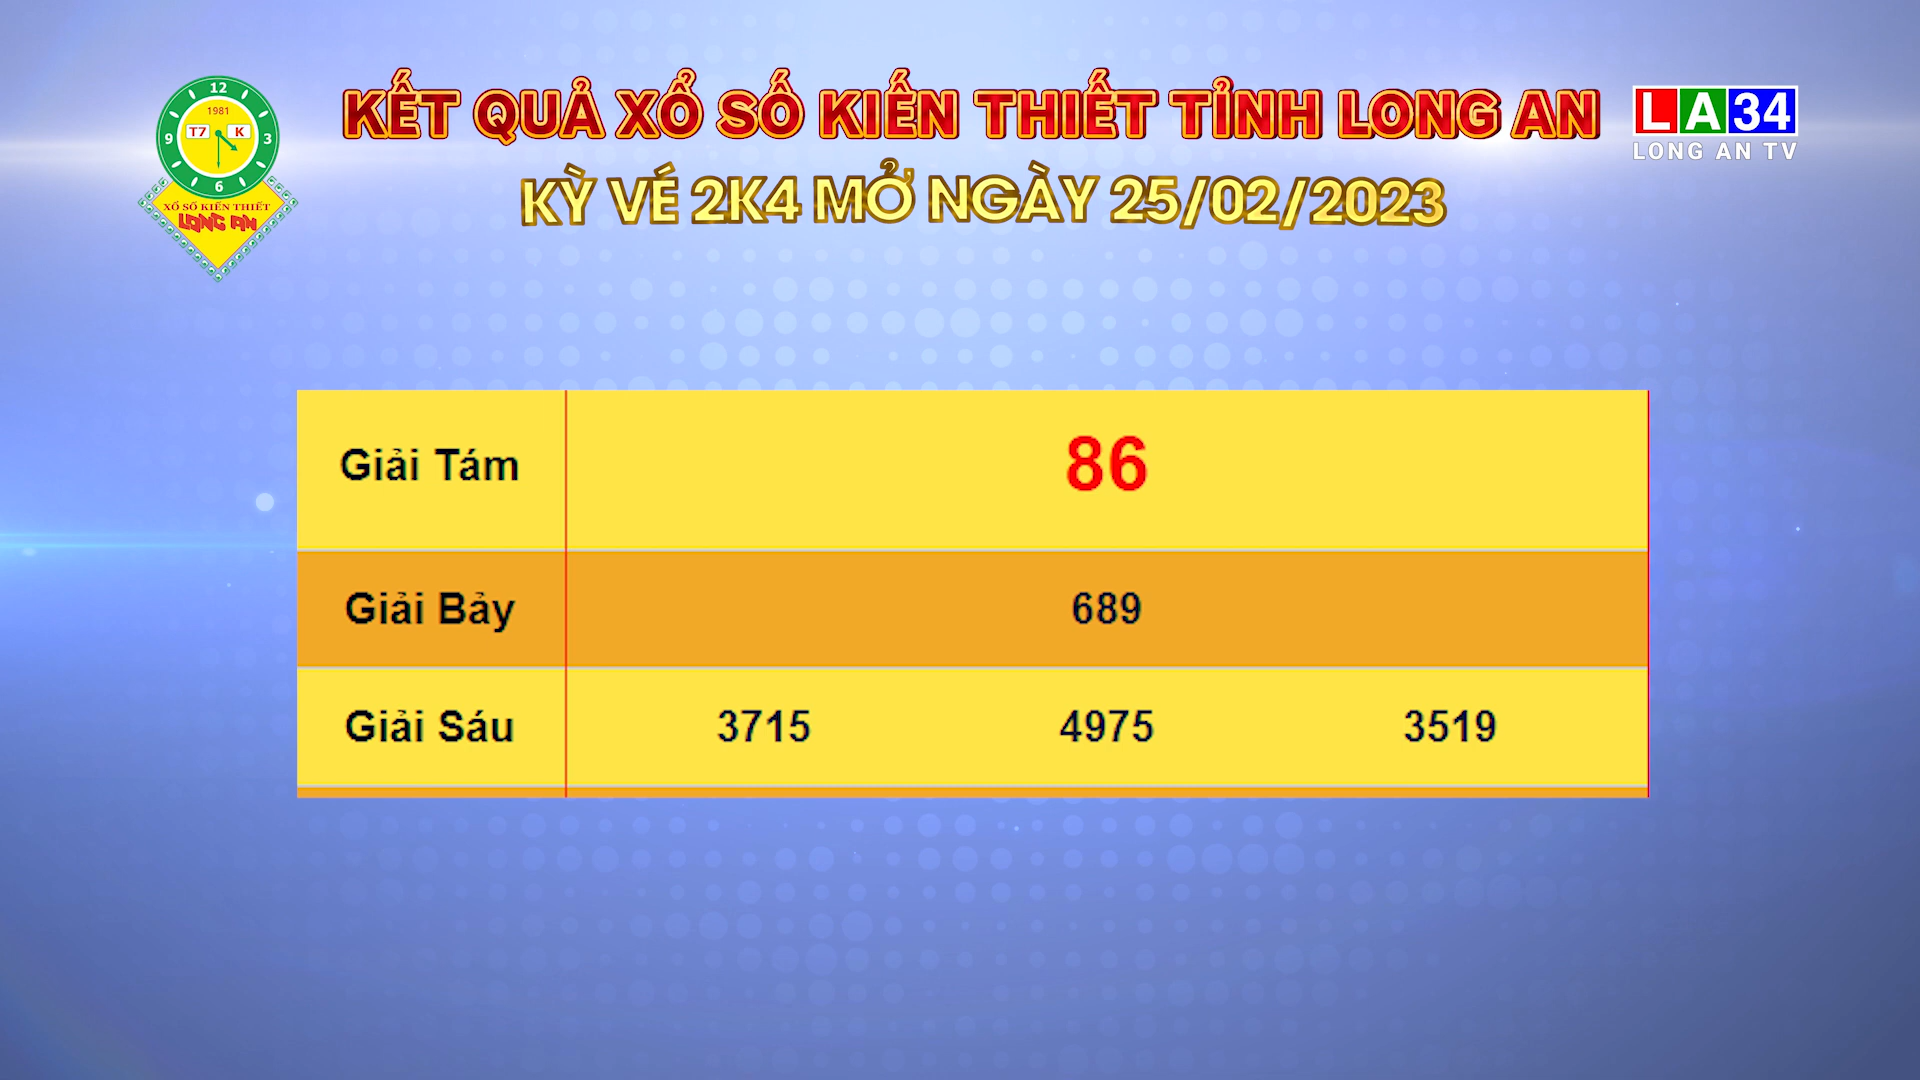 KẾT QUẢ XỔ SỐ KIẾN THIẾT TỈNH LONG AN
KỲ VÉ 2K4 MỞ NGÀY 25/02/2023
LA34
LONG AN TV
12
1981
T7 K
9 3
6
XỔ SỐ KIẾN THIẾT
LONG AN
Giải Tám 86
Giải Bảy 689
Giải Sáu 3715 4975 3519